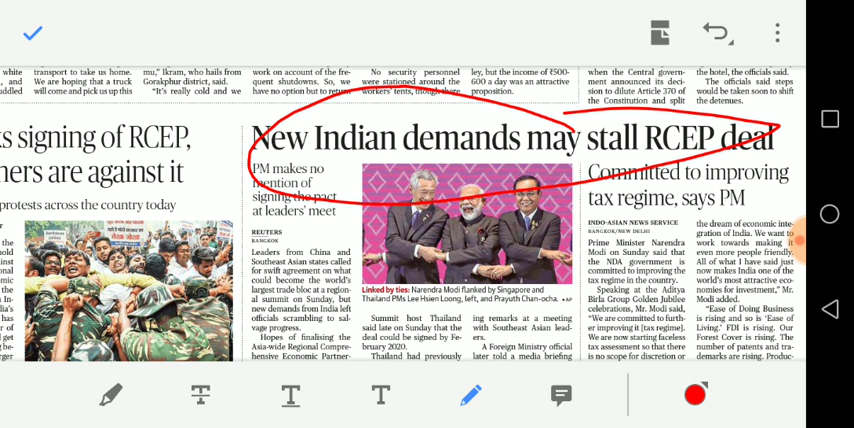 white
, and
uddled
transport to take us home.
We are hoping that a truck
will come and pick us up this
mu," Ikram, who hails from
Gorakhpur district, said.
"It's really cold and we
work on account of the fre-
quent shutdowns. So, we
have no option but to return
No security personnel
were stationed around the
workers' tents, though there
ley, but the income of ₹500-
600 a day was an attractive
proposition.
when the Central govern-
ment announced its deci-
sion to dilute Article 370 of
the Constitution and split
the hotel, the officials said.
The officials said steps
would be taken soon to shift
the detenues.
ks signing of RCEP,
ners are against it
protests across the country today
New Indian demands may stall RCEP deal
PM makes no
mention of
signing the pact
at leaders' meet
REUTERS
BANGKOK
Leaders from China and
Southeast Asian states called
for swift agreement on what
could become the world's
largest trade bloc at a region-
al summit on Sunday, but
new demands from India left
officials scrambling to sal-
vage progress.
Hopes of finalising the
Asia-wide Regional Compre-
hensive Economic Partner-
Linked by ties: Narendra Modi flanked by Singapore and
Thailand PMs Lee Hsien Loong, left, and Prayuth Chan-ocha. • AP
Summit host Thailand
said late on Sunday that the
deal could be signed by Fe-
bruary 2020.
Thailand had previously
ing remarks at a meeting
with Southeast Asian lead-
ers.
A Foreign Ministry official
later told a media briefing
Committed to improving
tax regime, says PM
INDO-ASIAN NEWS SERVICE
BANGKOK/NEW DELHI
Prime Minister Narendra
Modi on Sunday said that
the NDA government is
committed to improving the
tax regime in the country.
Speaking at the Aditya
Birla Group Golden Jubilee
celebrations, Mr. Modi said,
"We are committed to furth-
er improving it [tax regime].
We are now starting faceless
tax assessment so that there
is no scope for discretion or
the dream of economic inte-
gration of India. We want to
work towards making it
even more people friendly.
All of what I have said just
now makes India one of the
world's most attractive eco-
nomies for investment," Mr.
Modi added.
"Ease of Doing Business
is rising and so is 'Ease of
Living.' FDI is rising. Our
Forest Cover is rising. The
number of patents and tra-
demarks are rising. Produc-